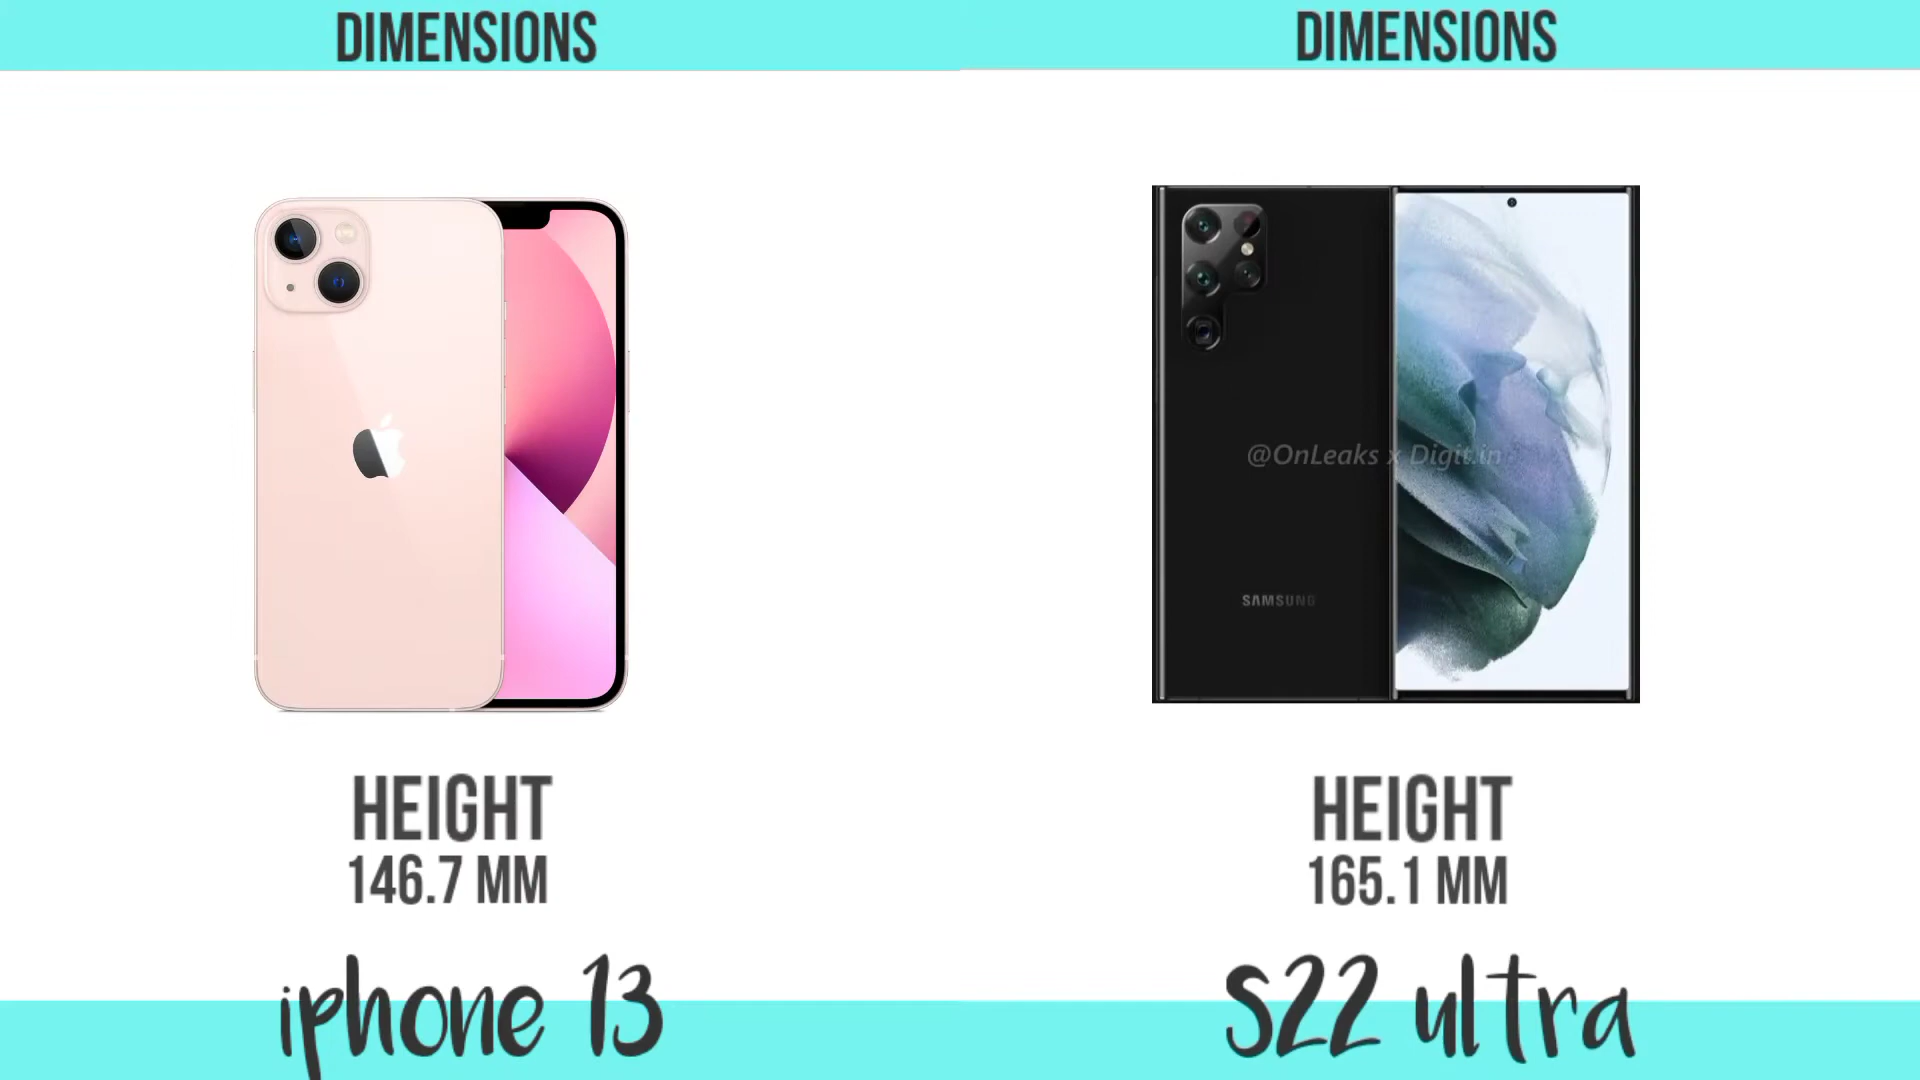 DIMENSIONS
DIMENSIONS
@OnLeaks x Digit.in
SAMSUNG
HEIGHT
146.7 MM
HEIGHT
165.1 MM
iphone 13
S22 ultra